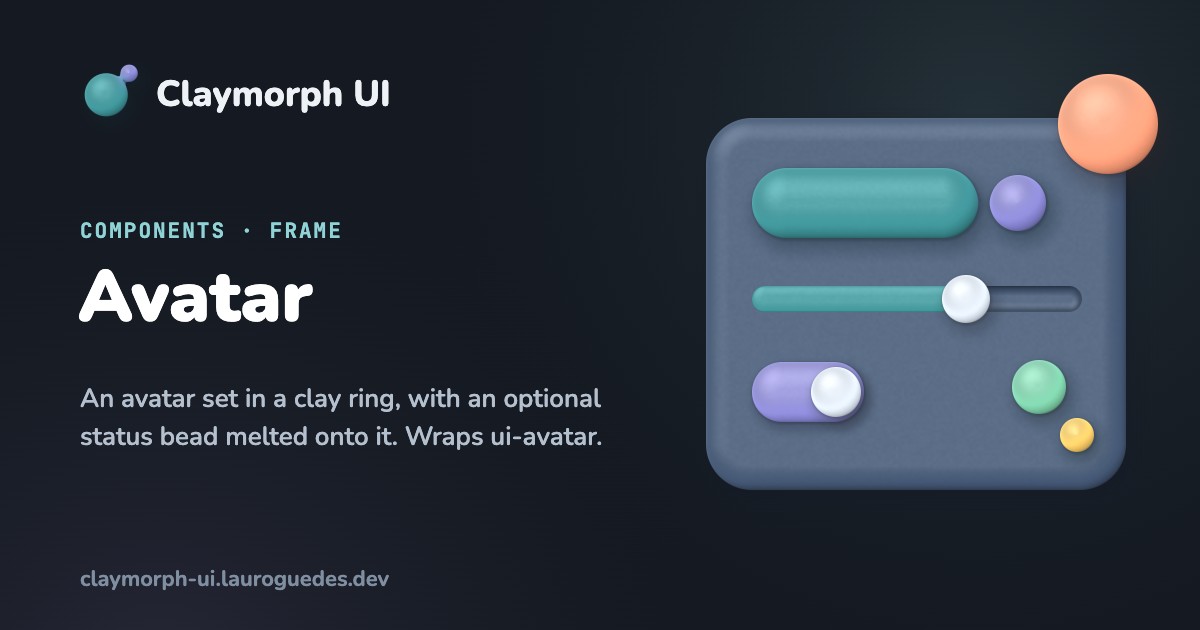 Claymorph UI
COMPONENTS · FRAME
Avatar
An avatar set in a clay ring, with an optional
status bead melted onto it. Wraps ui-avatar.
claymorph-ui.lauroguedes.dev